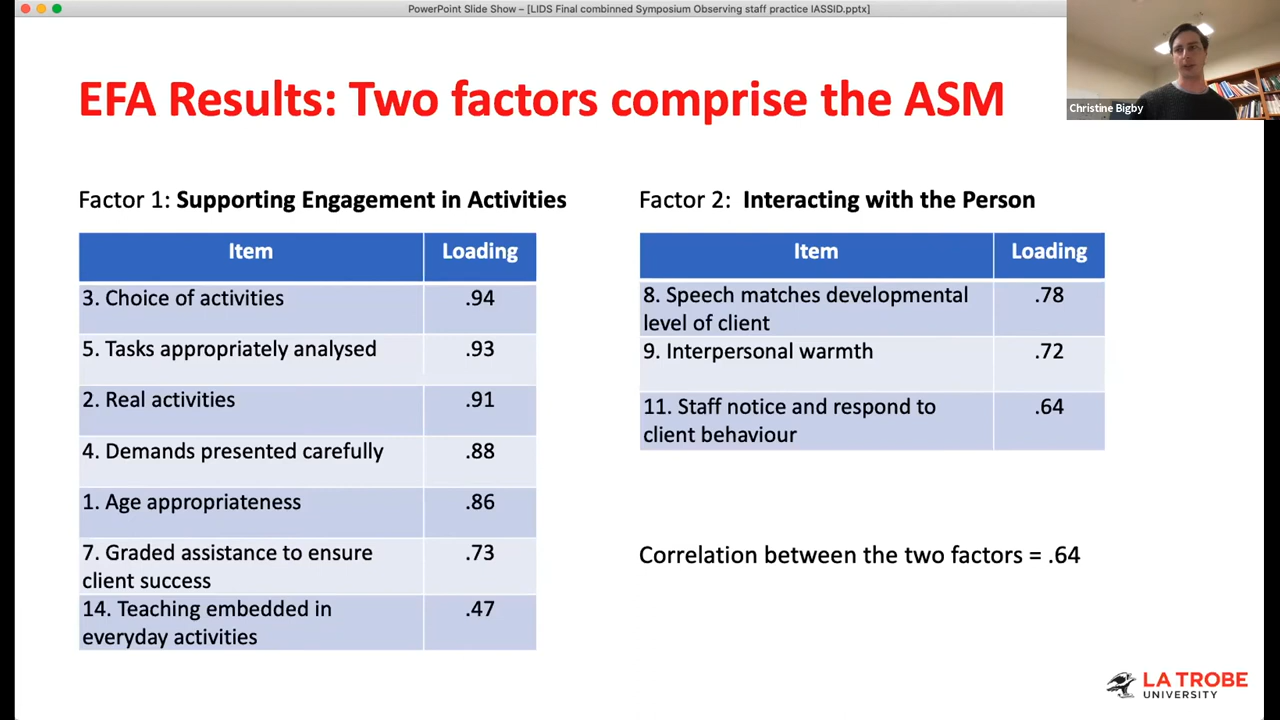 PowerPoint Slide Show – [LIDS Final combinned Symposium Observing staff practice IASSID.pptx]
Christine Bigby
EFA Results: Two factors comprise the ASM
Factor 1: Supporting Engagement in Activities
Item Loading
3. Choice of activities .94
5. Tasks appropriately analysed .93
2. Real activities .91
4. Demands presented carefully .88
1. Age appropriateness .86
7. Graded assistance to ensure .73
client success
14. Teaching embedded in .47
everyday activities
Factor 2: Interacting with the Person
Item Loading
8. Speech matches developmental .78
level of client
9. Interpersonal warmth .72
11. Staff notice and respond to .64
client behaviour
Correlation between the two factors = .64
LA TROBE
UNIVERSITY